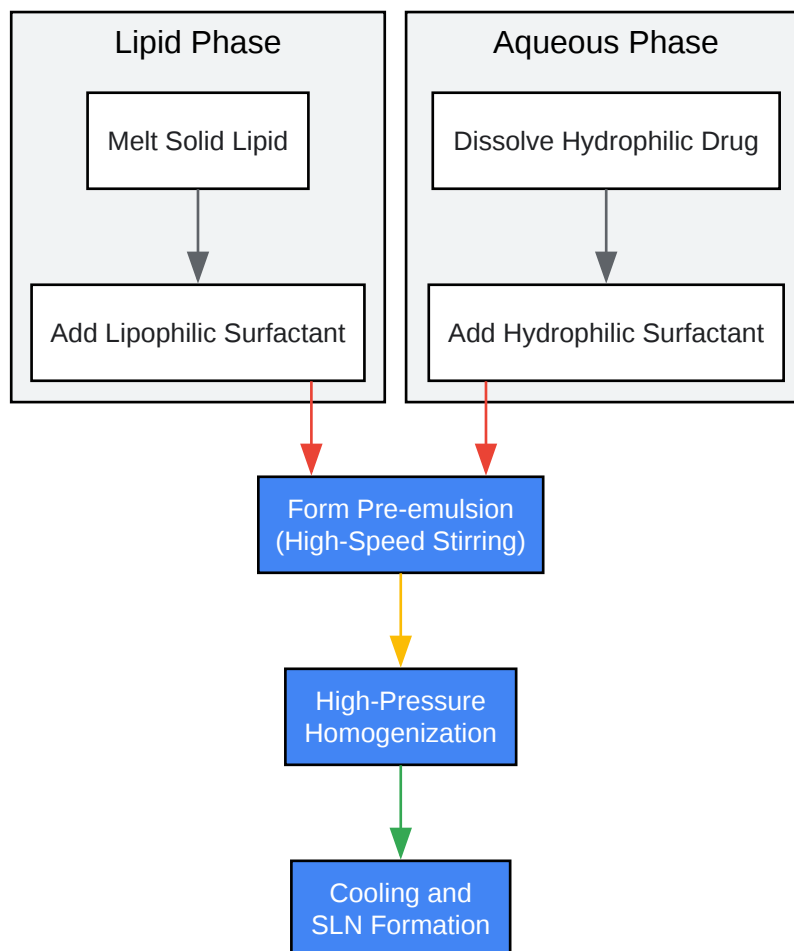 Lipid Phase
Melt Solid Lipid
Add Lipophilic Surfactant
Aqueous Phase
Dissolve Hydrophilic Drug
Add Hydrophilic Surfactant
Form Pre-emulsion
(High-Speed Stirring)
High-Pressure
Homogenization
Cooling and
SLN Formation